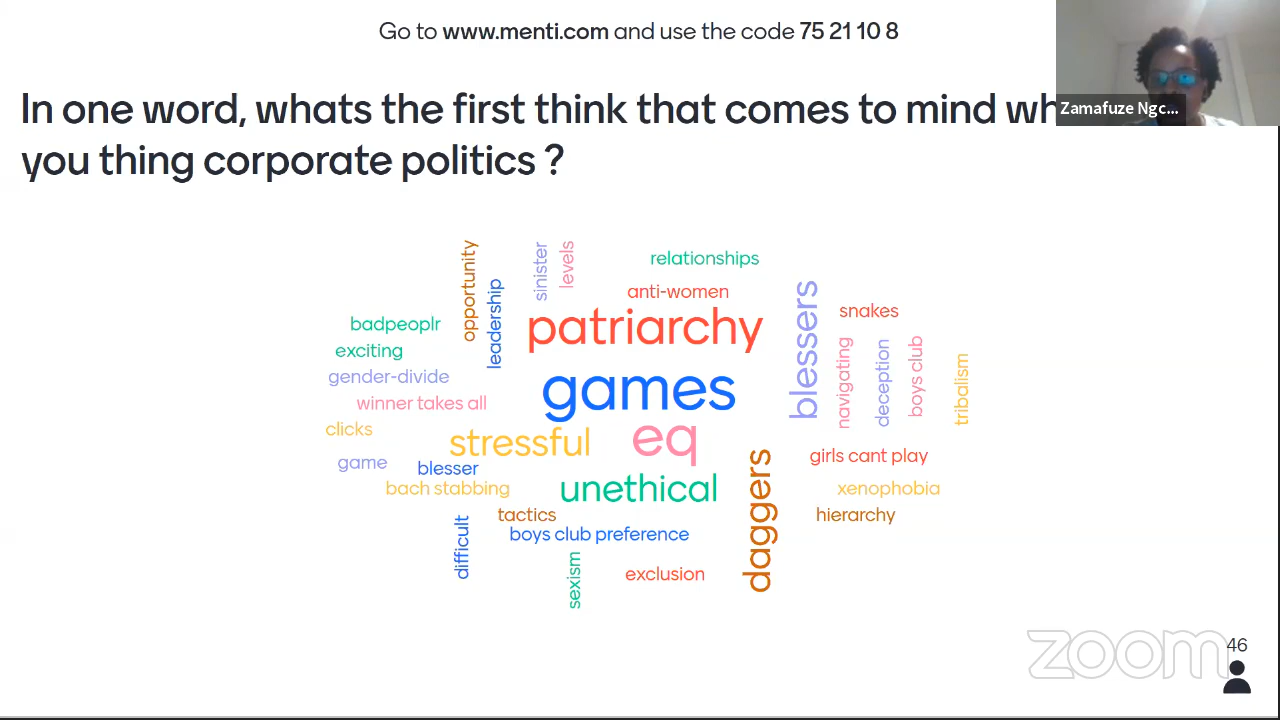 Go to www.menti.com and use the code 75 21 10 8
Zamafuze Ngc...
In one word, whats the first think that comes to mind wh
you thing corporate politics ?
opportunity
leadership
sinister
levels
relationships
anti-women
patriarchy
badpeoplr
exciting
gender-divide
winner takes all
clicks
game
blesser
bach stabbing
games
stressful
eq
unethical
blessers
snakes
navigating
deception
boys club
tribalism
daggers
girls cant play
xenophobia
hierarchy
tactics
boys club preference
difficult
sexism
exclusion
zoom
46